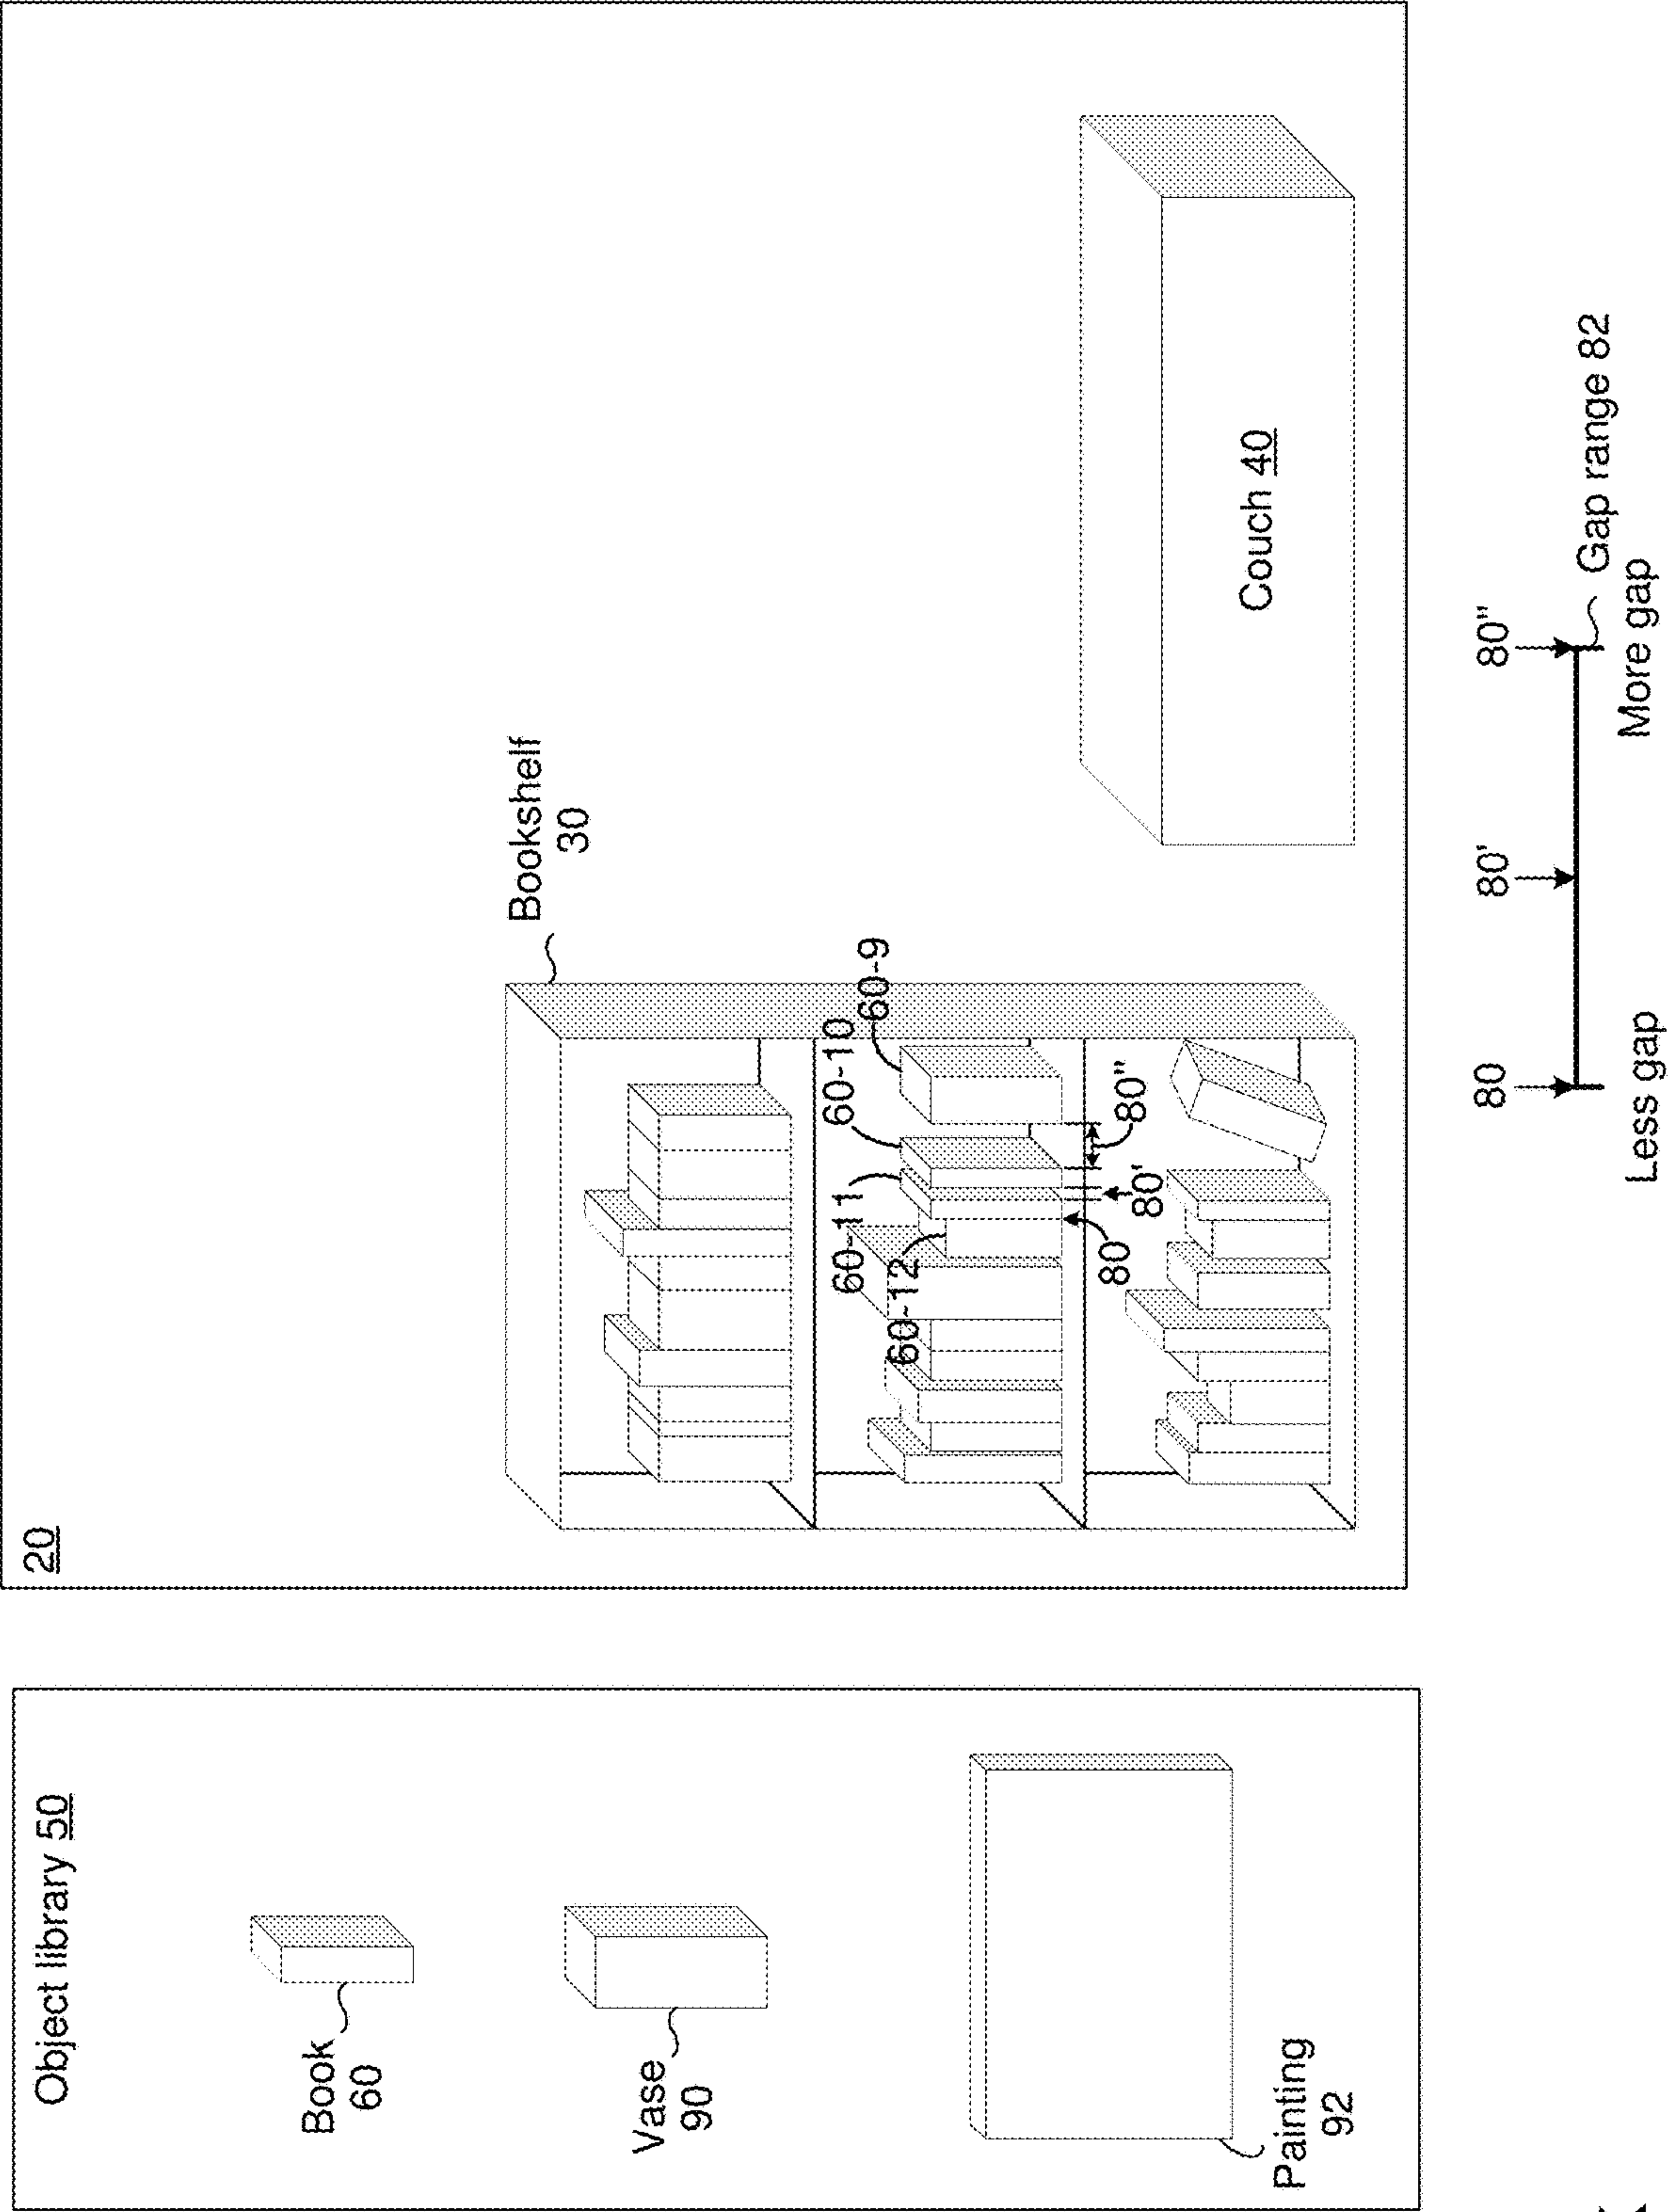 Object library 50
Book
60
Vase
90
Painting
92
20
Bookshelf
30
60-12
60-11
60-10
60-9
80
80'
80"
Couch 40
80
80'
80"
Gap range 82
Less gap
More gap